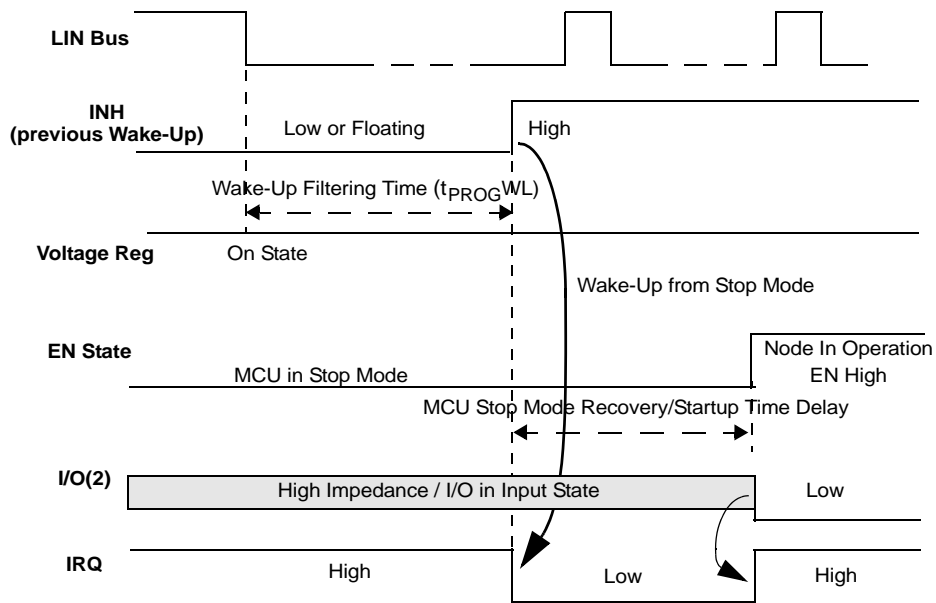 LIN Bus
INH
(previous Wake-Up)
Low or Floating
High
Wake-Up Filtering Time (tPROGWL)
Voltage Reg
On State
Wake-Up from Stop Mode
EN State
Node In Operation
EN High
MCU in Stop Mode
MCU Stop Mode Recovery/Startup Time Delay
I/O(2)
High Impedance / I/O in Input State
Low
IRQ
High
Low
High